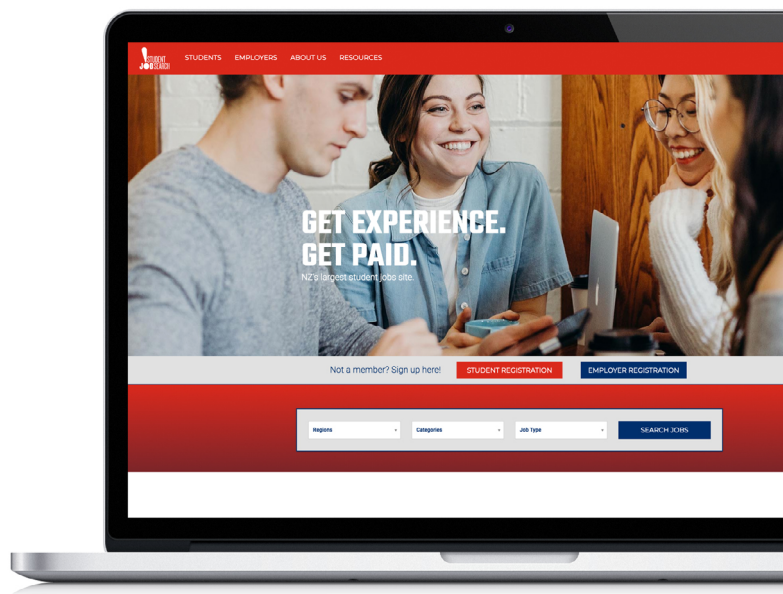 STUDENT
JOB SEARCH
STUDENTS EMPLOYERS ABOUT US RESOURCES
GET EXPERIENCE.
GET PAID.
NZ's largest student jobs site.
Not a member? Sign up here! STUDENT REGISTRATION EMPLOYER REGISTRATION
Regions Categories Job Type SEARCH JOBS